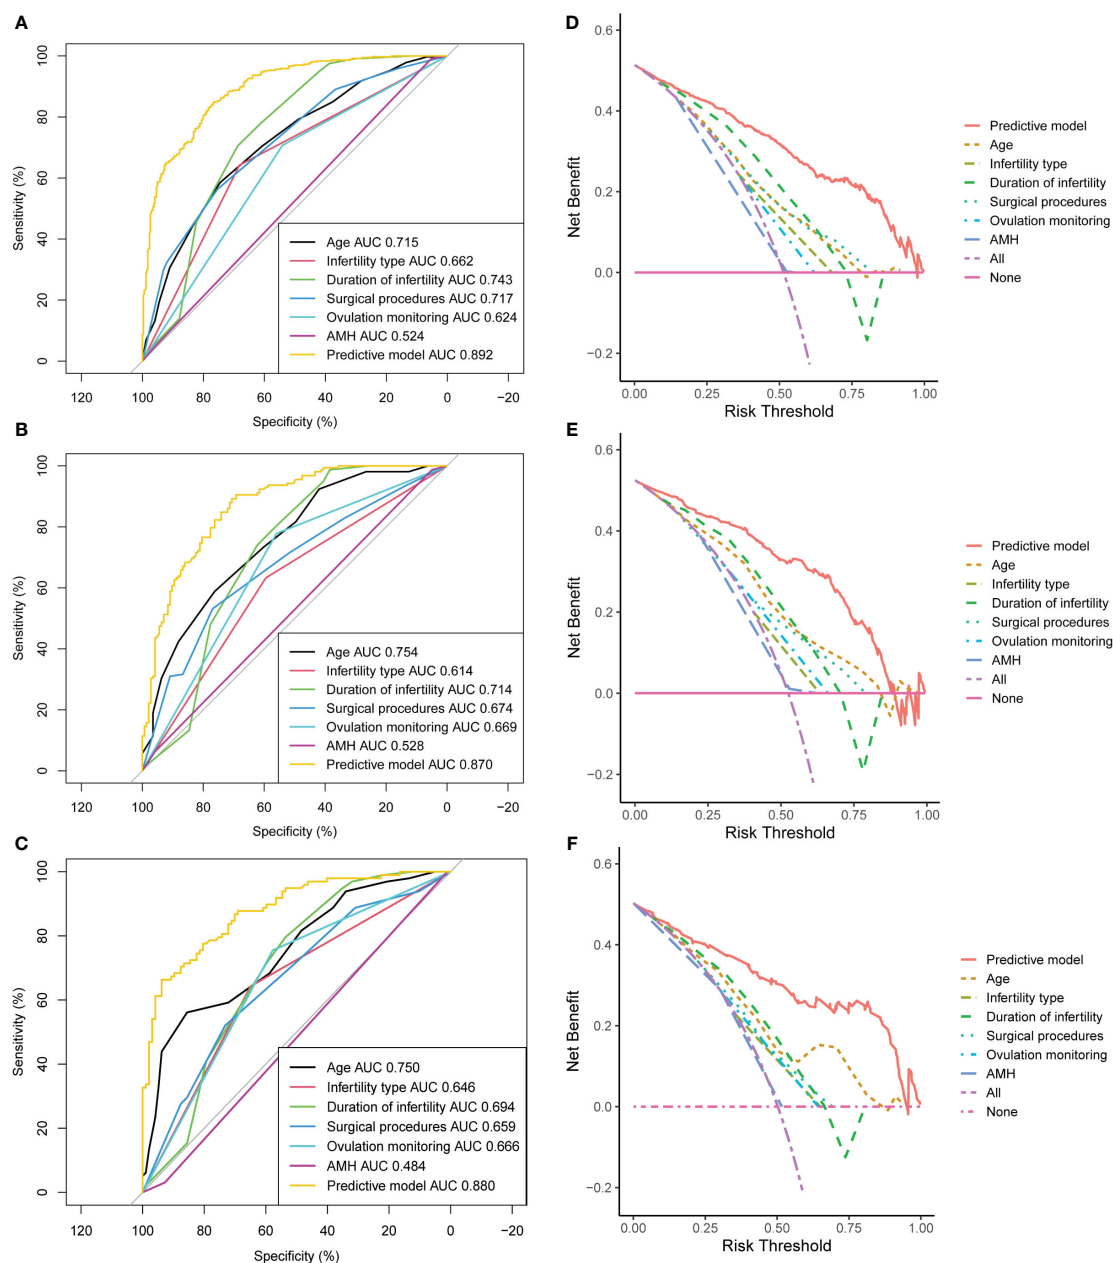 A
100
80
60
40
20
0
Sensitivity (%)
Age AUC 0.715
Infertility type AUC 0.662
Duration of infertility AUC 0.743
Surgical procedures AUC 0.717
Ovulation monitoring AUC 0.624
AMH AUC 0.524
Predictive model AUC 0.892
120 100 80 60 40 20 0 −20
Specificity (%)
D
0.6
0.4
0.2
0.0
−0.2
Net Benefit
0.00 0.25 0.50 0.75 1.00
Risk Threshold
Predictive model
Age
Infertility type
Duration of infertility
Surgical procedures
Ovulation monitoring
AMH
All
None
B
100
80
60
40
20
0
Sensitivity (%)
Age AUC 0.754
Infertility type AUC 0.614
Duration of infertility AUC 0.714
Surgical procedures AUC 0.674
Ovulation monitoring AUC 0.669
AMH AUC 0.528
Predictive model AUC 0.870
120 100 80 60 40 20 0 −20
Specificity (%)
E
0.6
0.4
0.2
0.0
−0.2
Net Benefit
0.00 0.25 0.50 0.75 1.00
Risk Threshold
Predictive model
Age
Infertility type
Duration of infertility
Surgical procedures
Ovulation monitoring
AMH
All
None
C
100
80
60
40
20
0
Sensitivity (%)
Age AUC 0.750
Infertility type AUC 0.646
Duration of infertility AUC 0.694
Surgical procedures AUC 0.659
Ovulation monitoring AUC 0.666
AMH AUC 0.484
Predictive model AUC 0.880
120 100 80 60 40 20 0 −20
Specificity (%)
F
0.6
0.4
0.2
0.0
−0.2
Net Benefit
0.00 0.25 0.50 0.75 1.00
Risk Threshold
Predictive model
Age
Infertility type
Duration of infertility
Surgical procedures
Ovulation monitoring
AMH
All
None